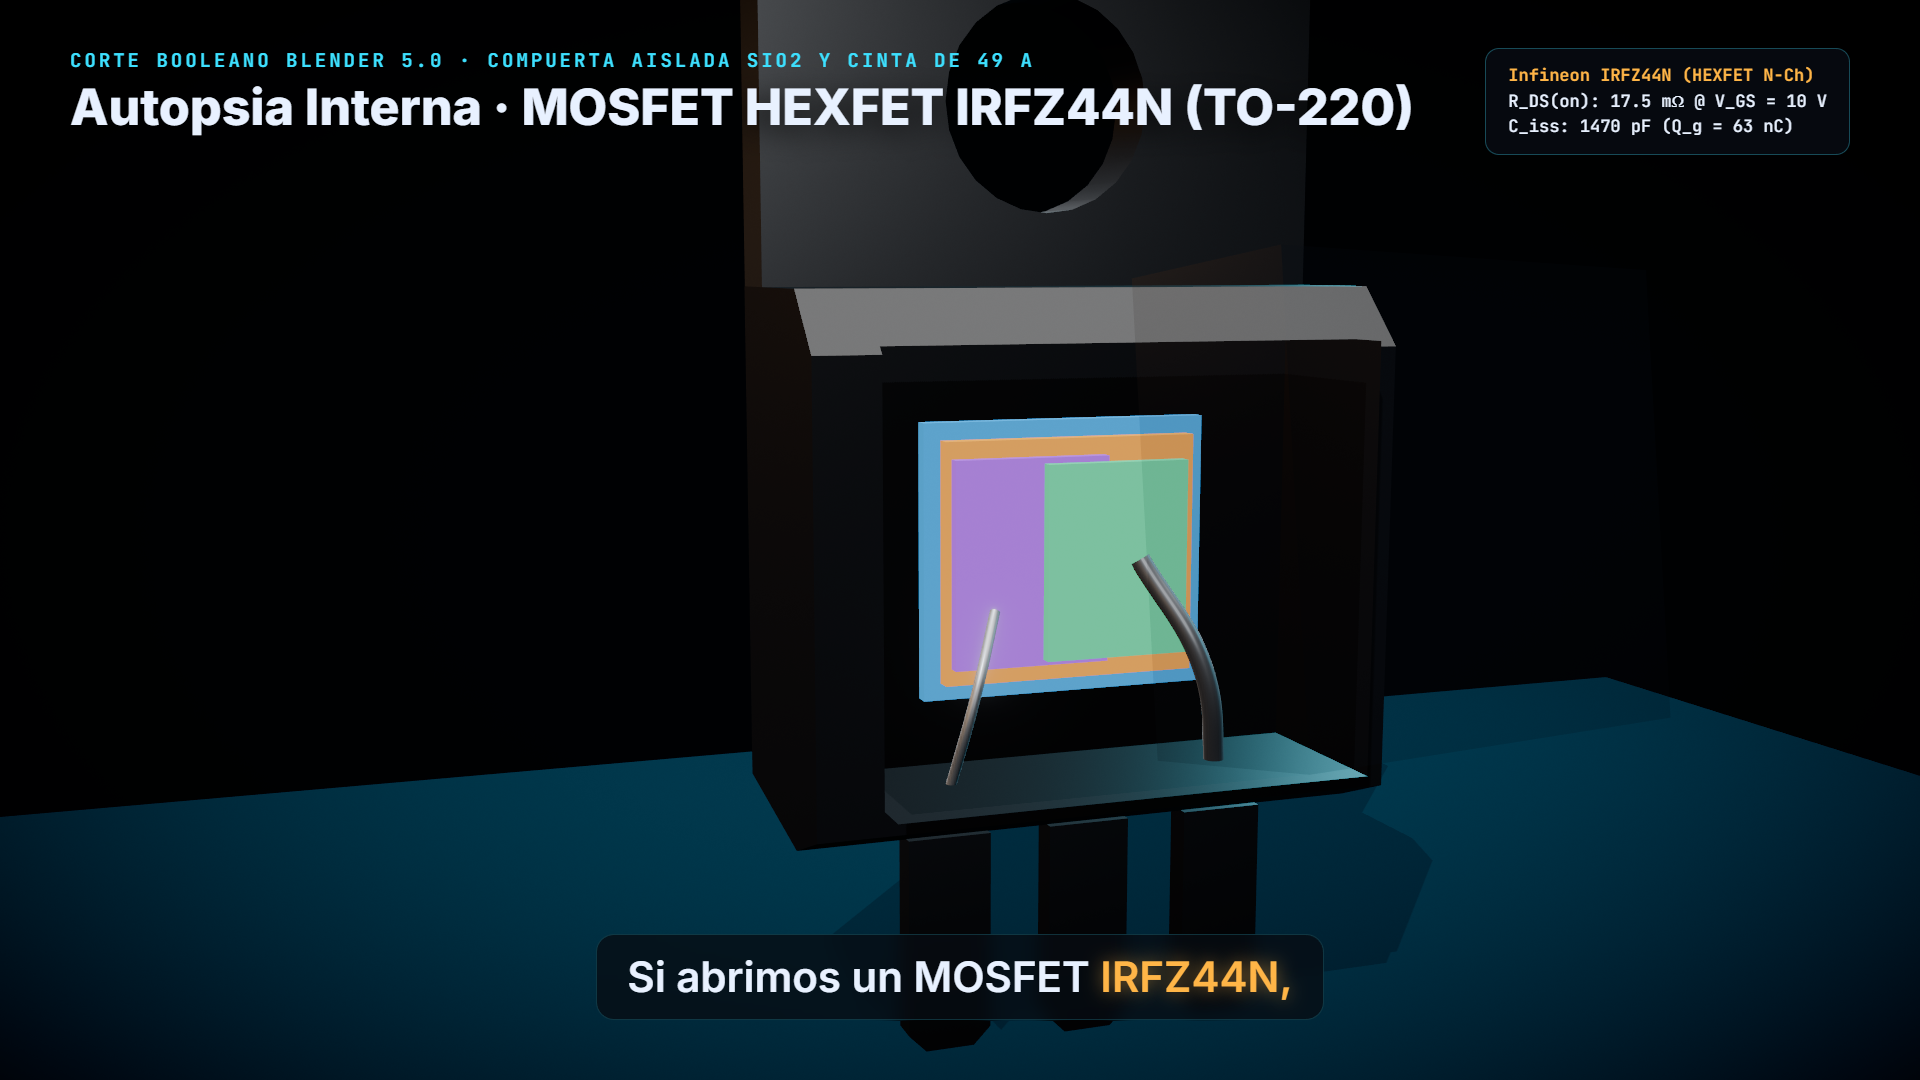 CORTE BOOLEANO BLENDER 5.0 · COMPUERTA AISLADA SIO2 Y CINTA DE 49 A
Autopsia Interna · MOSFET HEXFET IRFZ44N (TO-220)
Infineon IRFZ44N (HEXFET N-Ch)
R_DS(on): 17.5 mΩ @ V_GS = 10 V
C_iss: 1470 pF (Q_g = 63 nC)
Si abrimos un MOSFET IRFZ44N,